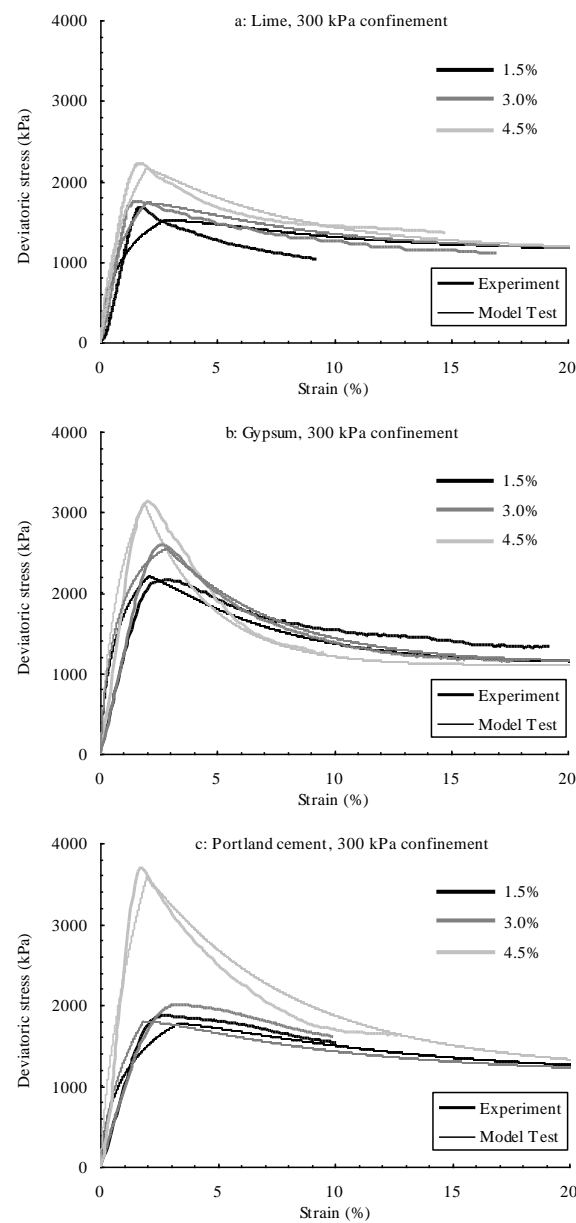 a: Lime, 300 kPa confinement
4000
3000
2000
1000
0
Deviatoric stress (kPa)
1.5%
3.0%
4.5%
Experiment
Model Test
0 5 10 15 20
Strain (%)
b: Gypsum, 300 kPa confinement
4000
3000
2000
1000
0
Deviatoric stress (kPa)
1.5%
3.0%
4.5%
Experiment
Model Test
0 5 10 15 20
Strain (%)
c: Portland cement, 300 kPa confinement
4000
3000
2000
1000
0
Deviatoric stress (kPa)
1.5%
3.0%
4.5%
Experiment
Model Test
0 5 10 15 20
Strain (%)